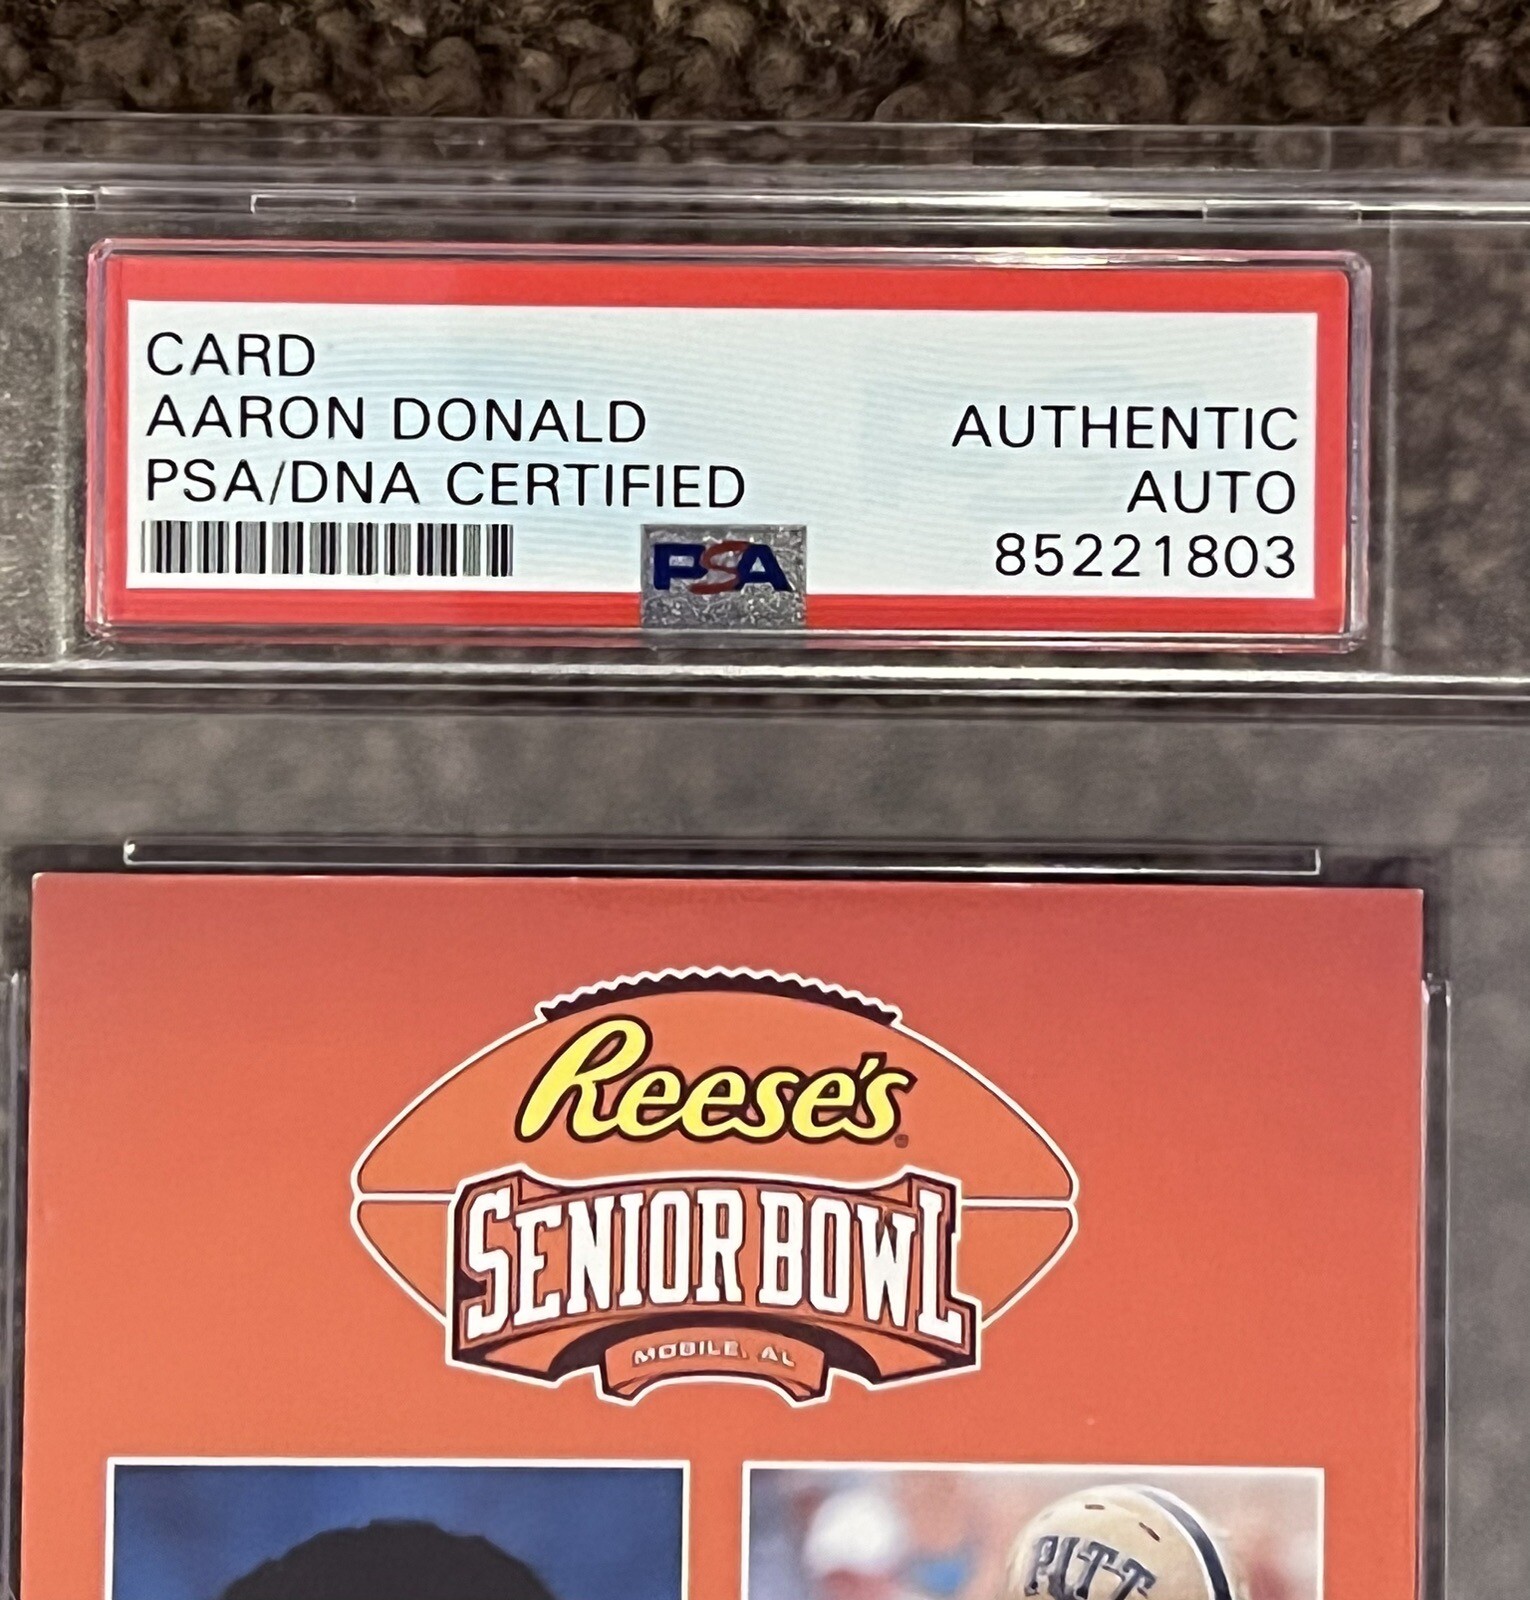 CARD
AARON DONALD
PSA/DNA CERTIFIED
AUTHENTIC
AUTO
85221803
PSA
Reese's
SENIOR BOWL
MOBILE, AL
PITT